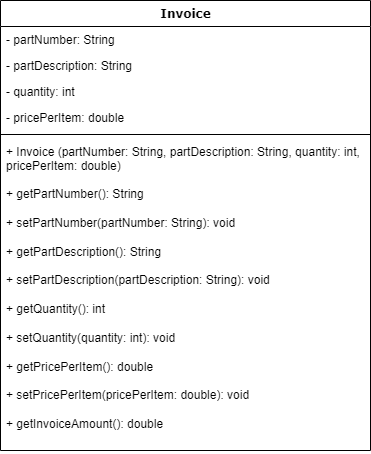 Invoice
- partNumber: String
- partDescription: String
- quantity: int
- pricePerItem: double
+ Invoice (partNumber: String, partDescription: String, quantity: int,
pricePerItem: double)
+ getPartNumber(): String
+ setPartNumber(partNumber: String): void
+ getPartDescription(): String
+ setPartDescription(partDescription: String): void
+ getQuantity(): int
+ setQuantity(quantity: int): void
+ getPricePerItem(): double
+ setPricePerItem(pricePerItem: double): void
+ getInvoiceAmount(): double